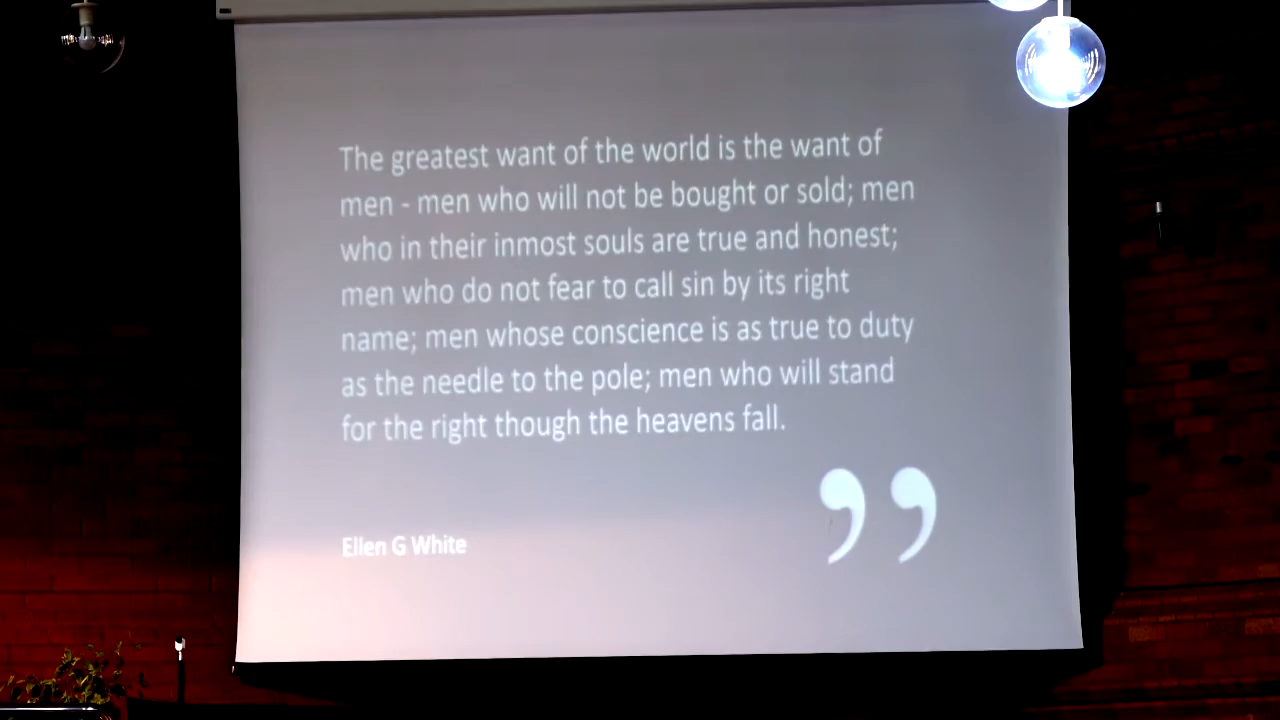 The greatest want of the world is the want of
men - men who will not be bought or sold; men
who in their inmost souls are true and honest;
men who do not fear to call sin by its right
name; men whose conscience is as true to duty
as the needle to the pole; men who will stand
for the right though the heavens fall.
”
Ellen G White